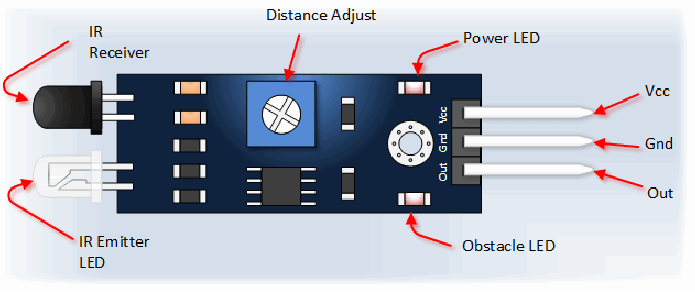 Distance Adjust
IR
Receiver
Power LED
Vcc
Gnd
Out
Vcc
Gnd
Out
IR Emitter
LED
Obstacle LED